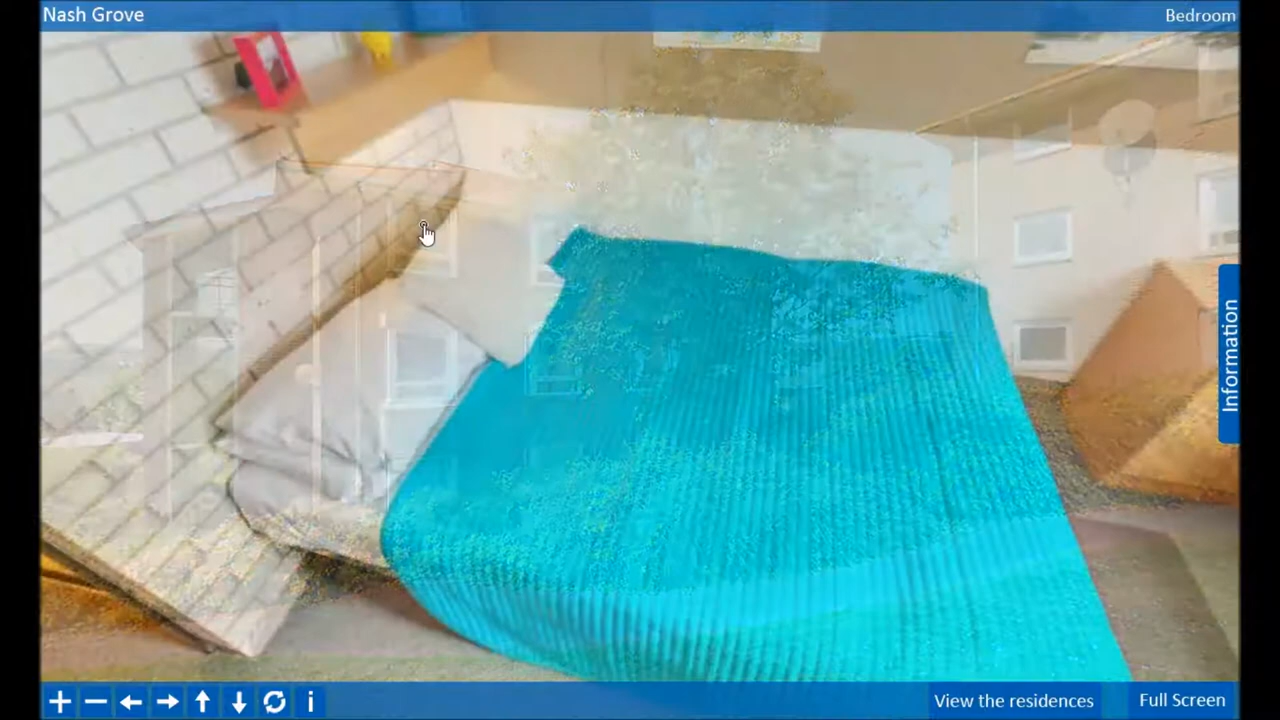 Nash Grove
Bedroom
Information
View the residences
Full Screen